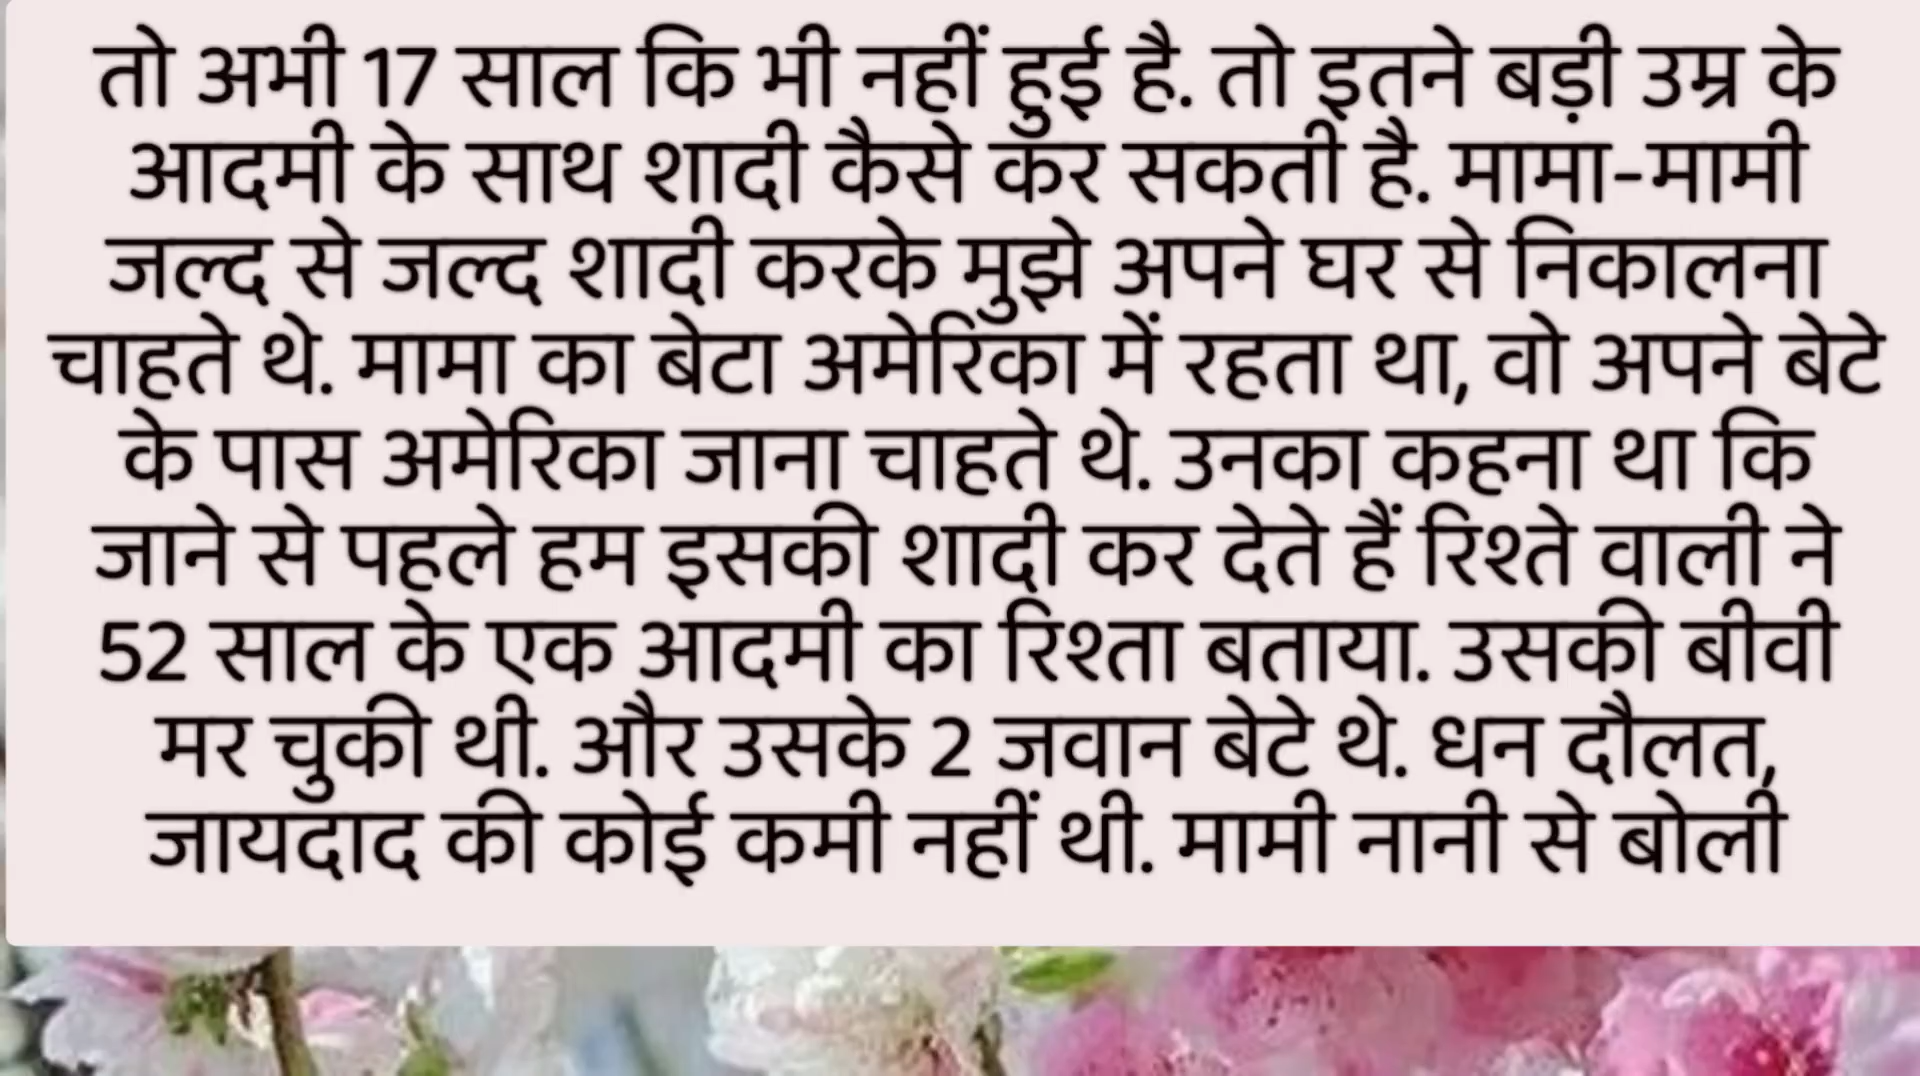 तो अभी 17 साल कि भी नहीं हुई है. तो इतने बड़ी उम्र के
आदमी के साथ शादी कैसे कर सकती है. मामा-मामी
जल्द से जल्द शादी करके मुझे अपने घर से निकालना
चाहते थे. मामा का बेटा अमेरिका में रहता था, वो अपने बेटे
के पास अमेरिका जाना चाहते थे. उनका कहना था कि
जाने से पहले हम इसकी शादी कर देते हैं रिश्ते वाली ने
52 साल के एक आदमी का रिश्ता बताया. उसकी बीवी
मर चुकी थी. और उसके 2 जवान बेटे थे. धन दौलत,
जायदाद की कोई कमी नहीं थी. मामी नानी से बोली